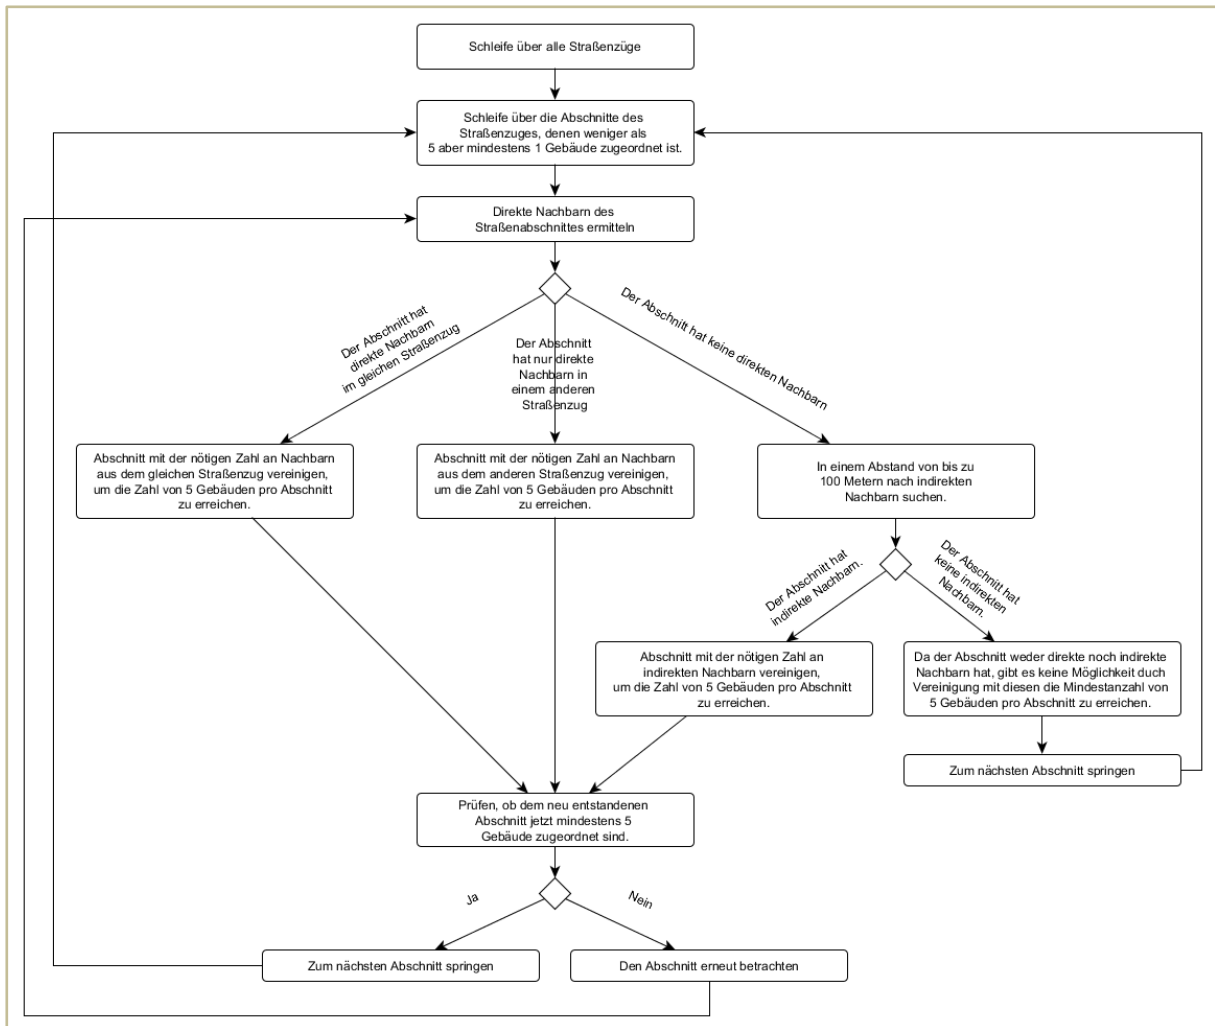 Schleife über alle Straßenzüge
Schleife über die Abschnitte des
Straßenzuges, denen weniger als
5 aber mindestens 1 Gebäude zugeordnet ist.
Direkte Nachbarn des
Straßenabschnittes ermitteln
Der Abschnitt hat
direkte Nachbarn
im gleichen Straßenzug
Der Abschnitt
hat nur direkte
Nachbarn in
einem anderen
Straßenzug
Der Abschnitt hat keine direkten Nachbarn
Abschnitt mit der nötigen Zahl an Nachbarn
aus dem gleichen Straßenzug vereinigen,
um die Zahl von 5 Gebäuden pro Abschnitt
zu erreichen.
Abschnitt mit der nötigen Zahl an Nachbarn
aus dem anderen Straßenzug vereinigen,
um die Zahl von 5 Gebäuden pro Abschnitt
zu erreichen.
In einem Abstand von bis zu
100 Metern nach indirekten
Nachbarn suchen.
Der Abschnitt hat
indirekte Nachbarn.
Der Abschnitt hat
keine indirekten
Nachbarn.
Abschnitt mit der nötigen Zahl an
indirekten Nachbarn vereinigen,
um die Zahl von 5 Gebäuden pro Abschnitt
zu erreichen.
Da der Abschnitt weder direkte noch indirekte
Nachbarn hat, gibt es keine Möglichkeit duch
Vereinigung mit diesen die Mindestanzahl von
5 Gebäuden pro Abschnitt zu erreichen.
Zum nächsten Abschnitt springen
Prüfen, ob dem neu entstandenen
Abschnitt jetzt mindestens 5
Gebäude zugeordnet sind.
Ja
Nein
Zum nächsten Abschnitt springen
Den Abschnitt erneut betrachten